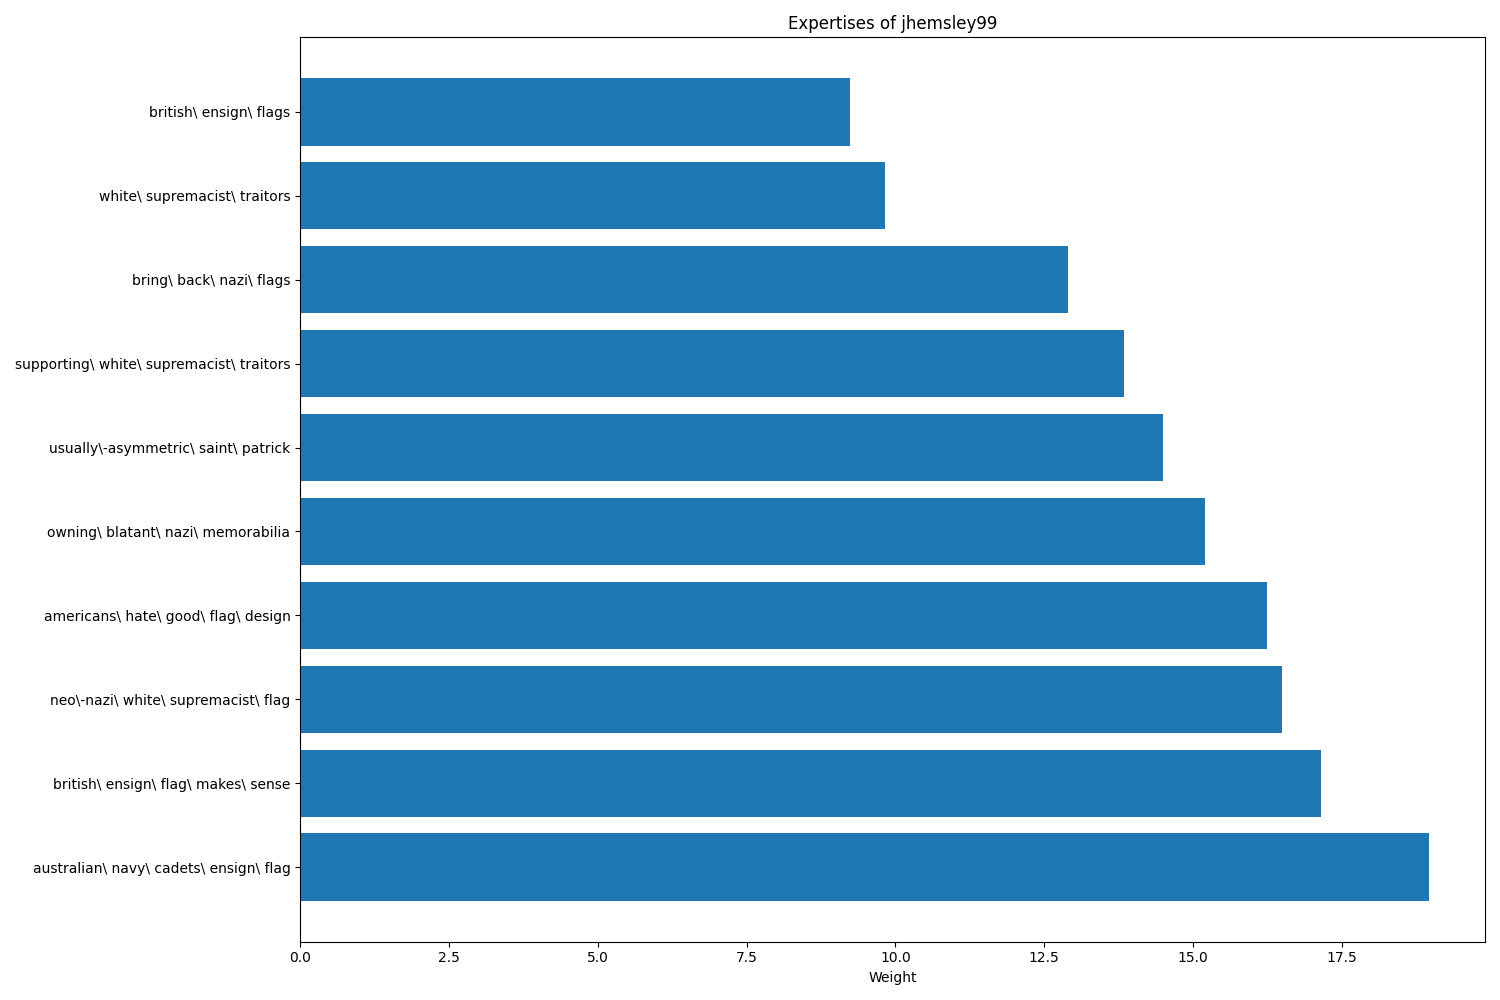 Expertises of jhemsley99
british\ ensign\ flags
white\ supremacist\ traitors
bring\ back\ nazi\ flags
supporting\ white\ supremacist\ traitors
usually\-asymmetric\ saint\ patrick
owning\ blatant\ nazi\ memorabilia
americans\ hate\ good\ flag\ design
neo\-nazi\ white\ supremacist\ flag
british\ ensign\ flag\ makes\ sense
australian\ navy\ cadets\ ensign\ flag
0.0 2.5 5.0 7.5 10.0 12.5 15.0 17.5
Weight